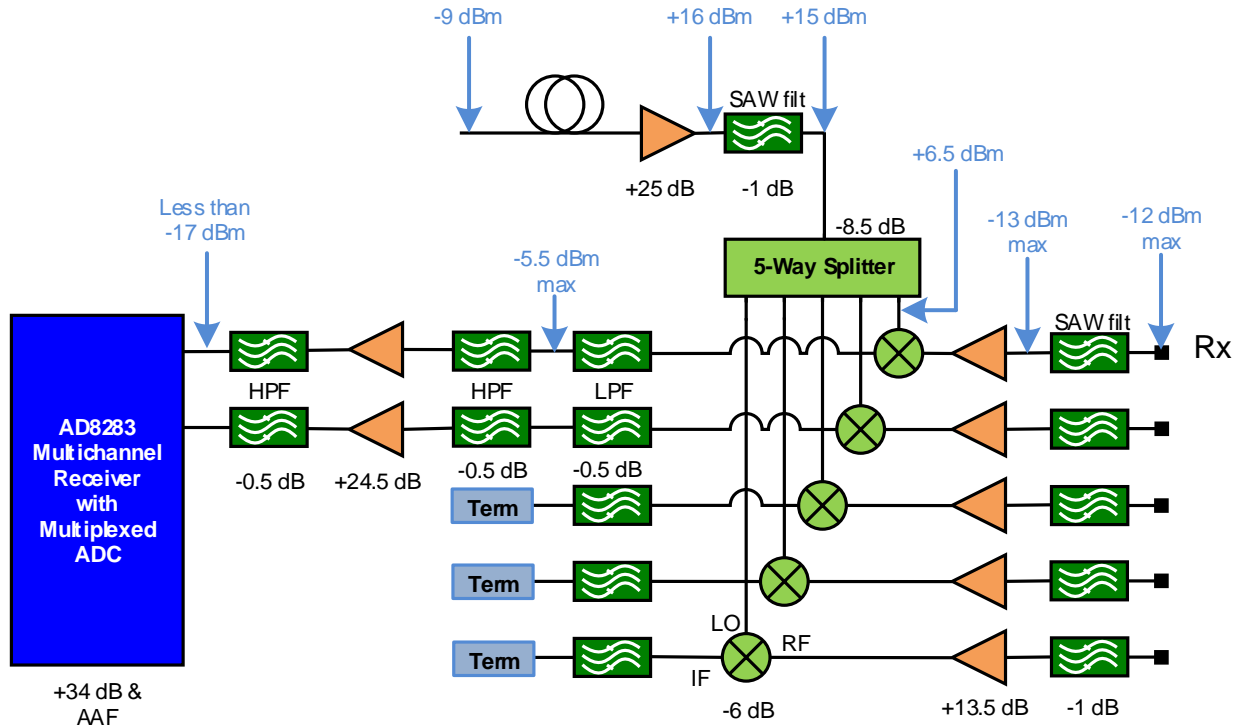 -9 dBm
+16 dBm
+15 dBm
SAW filt
+25 dB
-1 dB
+6.5 dBm
Less than
-17 dBm
-8.5 dB
-13 dBm
max
-12 dBm
max
5-Way Splitter
-5.5 dBm
max
SAW filt
Rx
HPF
HPF
LPF
AD8283
Multichannel
Receiver
with
Multiplexed
ADC
-0.5 dB
+24.5 dB
-0.5 dB
-0.5 dB
Term
Term
LO
RF
Term
IF
+34 dB &
AAF
-6 dB
+13.5 dB
-1 dB